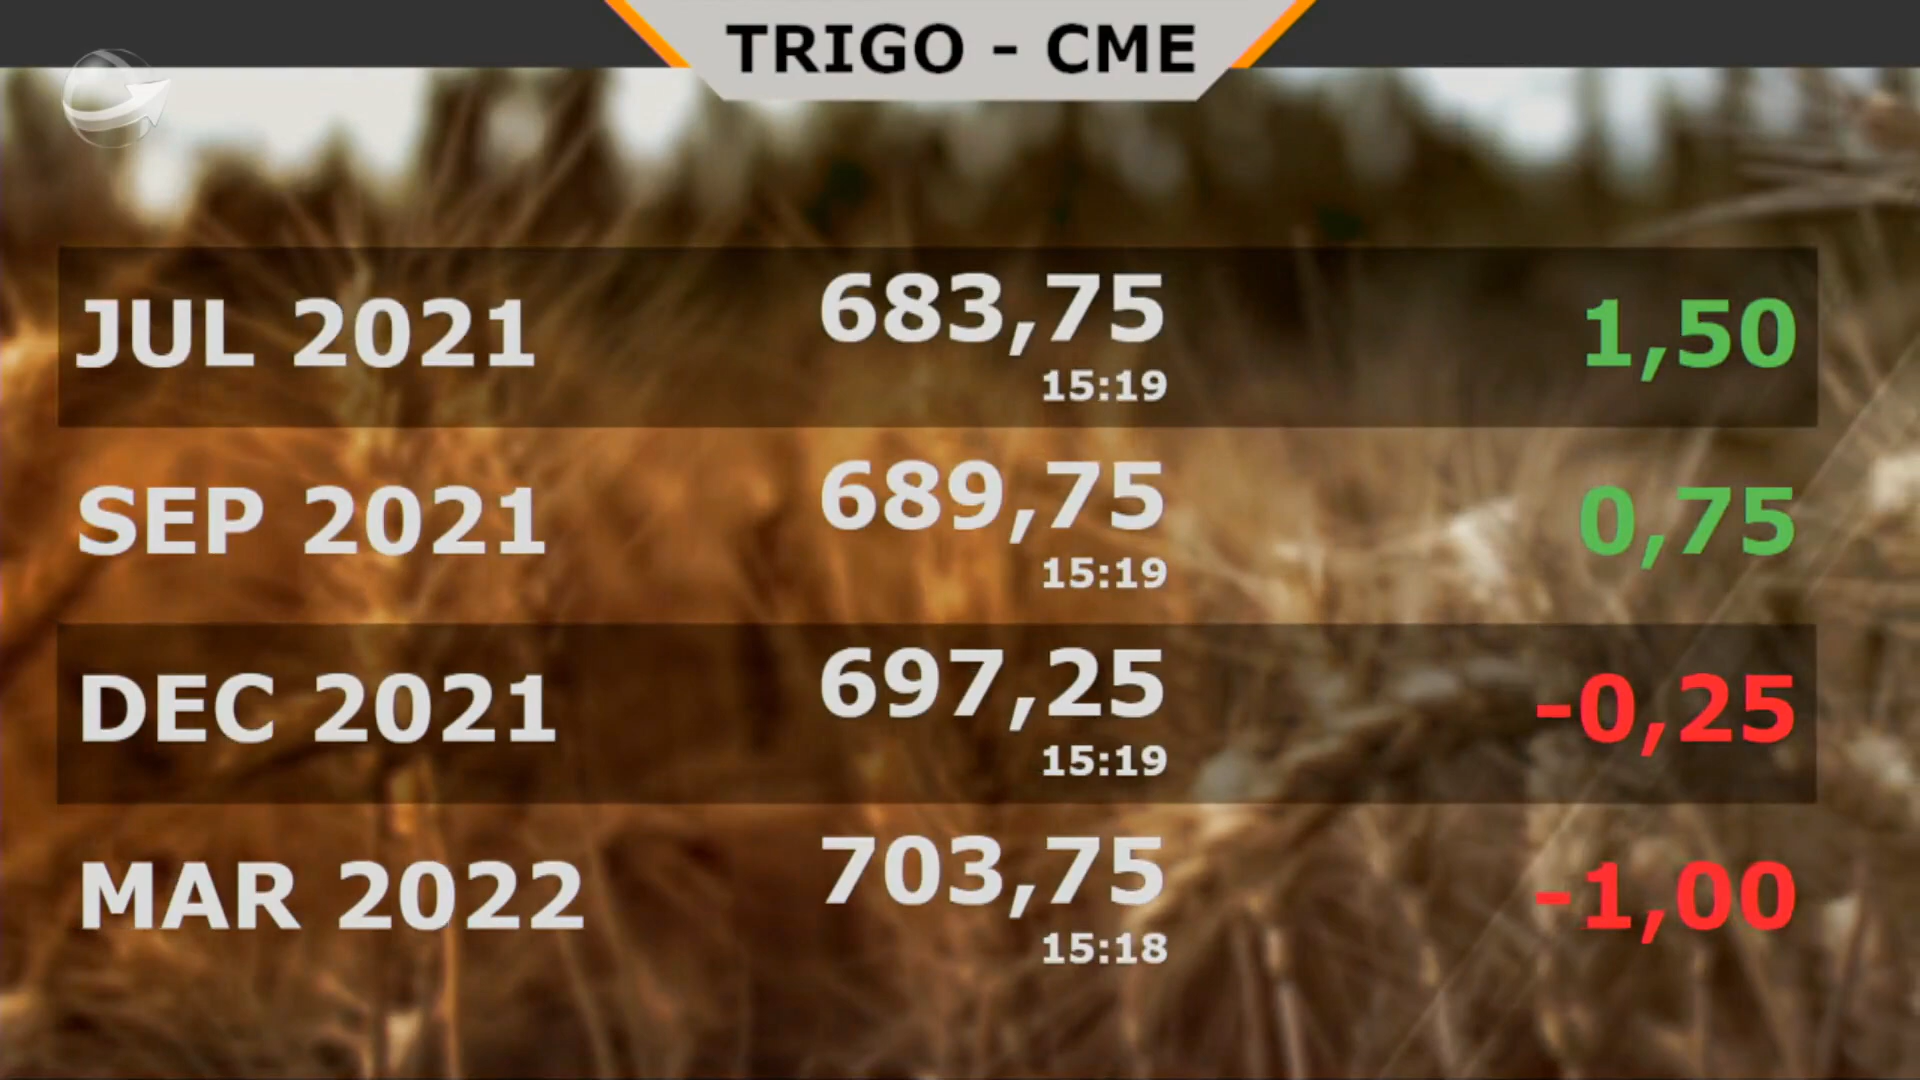 TRIGO - CME
JUL 2021 683,75 1,50
15:19
SEP 2021 689,75 0,75
15:19
DEC 2021 697,25 -0,25
15:19
MAR 2022 703,75 -1,00
15:18